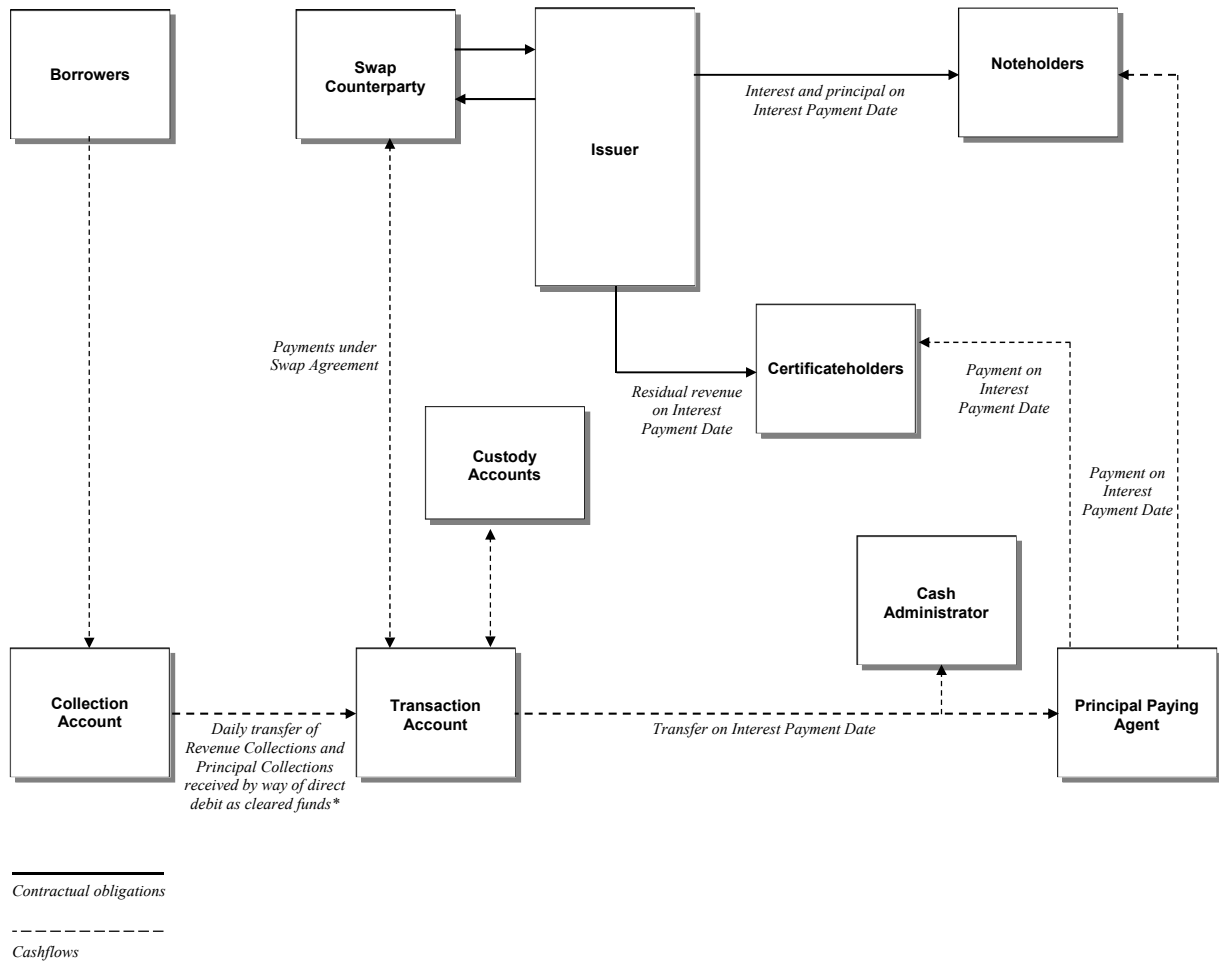 Borrowers
Swap
Counterparty
Issuer
Noteholders
Interest and principal on
Interest Payment Date
Payments under
Swap Agreement
Certificateholders
Residual revenue
on Interest
Payment Date
Payment on
Interest
Payment Date
Custody
Accounts
Payment on
Interest
Payment Date
Cash
Administrator
Collection
Account
Daily transfer of
Revenue Collections and
Principal Collections
received by way of direct
debit as cleared funds*
Transaction
Account
Transfer on Interest Payment Date
Principal Paying
Agent
Contractual obligations
Cashflows